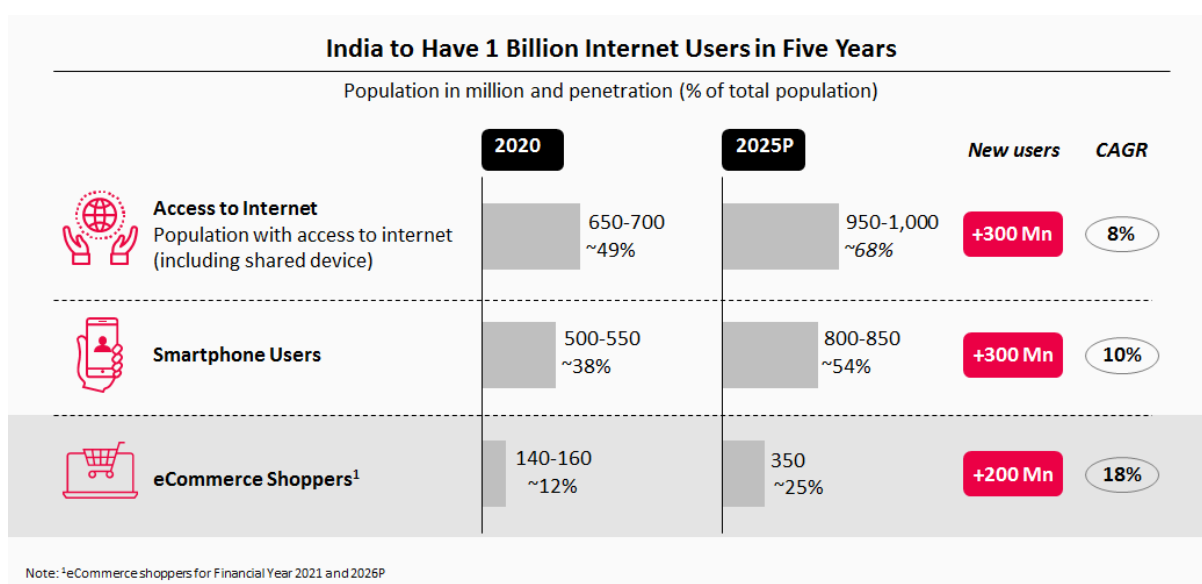 India to Have 1 Billion Internet Users in Five Years
Population in million and penetration (% of total population)
2020
2025P
New users
CAGR
Access to Internet
Population with access to internet
(including shared device)
650-700
~49%
950-1,000
~68%
+300 Mn
8%
Smartphone Users
500-550
~38%
800-850
~54%
+300 Mn
10%
eCommerce Shoppers¹
140-160
~12%
350
~25%
+200 Mn
18%
Note: ¹eCommerce shoppers for Financial Year 2021 and 2026P